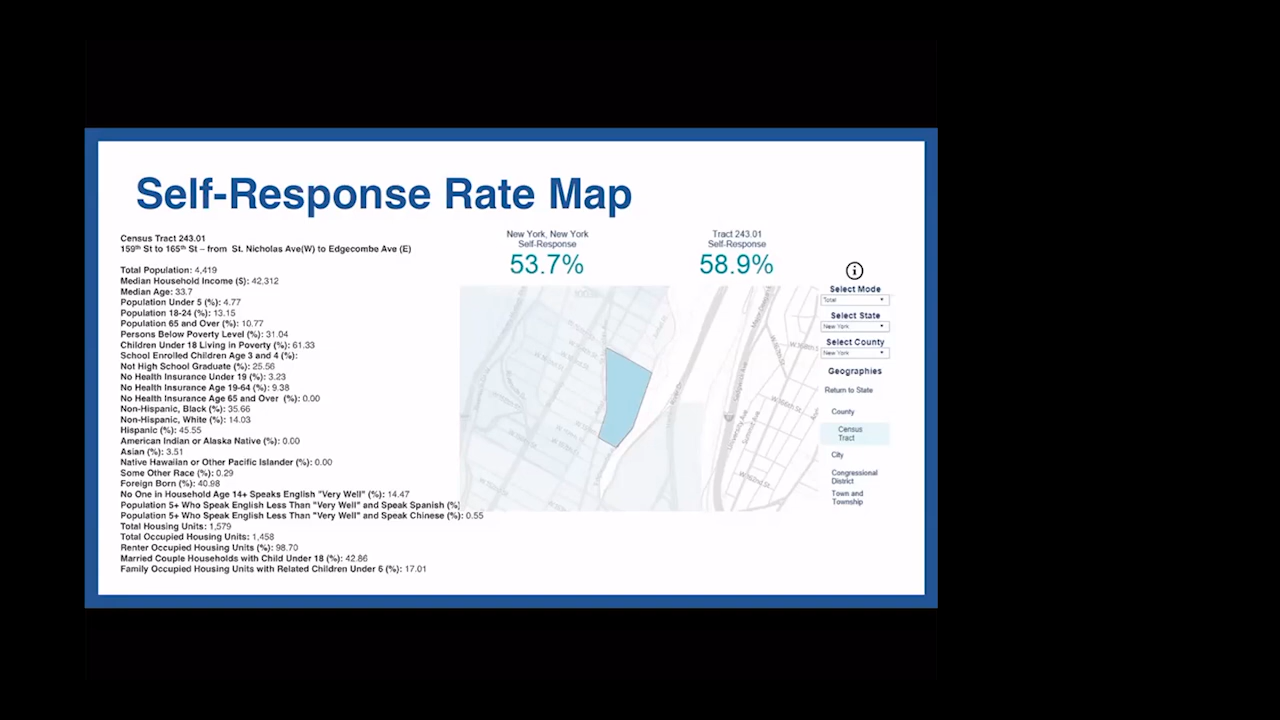 Self-Response Rate Map
Census Tract 243.01
159th St to 165th St – from St. Nicholas Ave(W) to Edgecombe Ave (E)
Total Population: 4,419
Median Household Income ($): 42,312
Median Age: 33.7
Population Under 5 (%): 4.77
Population 18-24 (%): 13.15
Population 65 and Over (%): 10.77
Persons Below Poverty Level (%): 31.04
Children Under 18 Living in Poverty (%): 61.33
School Enrolled Children Age 3 and 4 (%):
Not High School Graduate (%): 25.56
No Health Insurance Under 19 (%): 3.23
No Health Insurance Age 19-64 (%): 9.38
No Health Insurance Age 65 and Over (%): 0.00
Non-Hispanic, Black (%): 35.66
Non-Hispanic, White (%): 14.03
Hispanic (%): 45.55
American Indian or Alaska Native (%): 0.00
Asian (%): 3.51
Native Hawaiian or Other Pacific Islander (%): 0.00
Some Other Race (%): 0.29
Foreign Born (%): 40.98
No One in Household Age 14+ Speaks English "Very Well" (%): 14.47
Population 5+ Who Speak English Less Than "Very Well" and Speak Spanish (%)
Population 5+ Who Speak English Less Than "Very Well" and Speak Chinese (%): 0.55
Total Housing Units: 1,579
Total Occupied Housing Units: 1,458
Renter Occupied Housing Units (%): 98.70
Married Couple Households with Child Under 18 (%): 42.86
Family Occupied Housing Units with Related Children Under 6 (%): 17.01
New York, New York
Self-Response
53.7%
Tract 243.01
Self-Response
58.9%
Select Mode
Total
Select State
New York
Select County
New York
Geographies
Return to State
County
Census
Tract
City
Congressional
District
Town and
Township